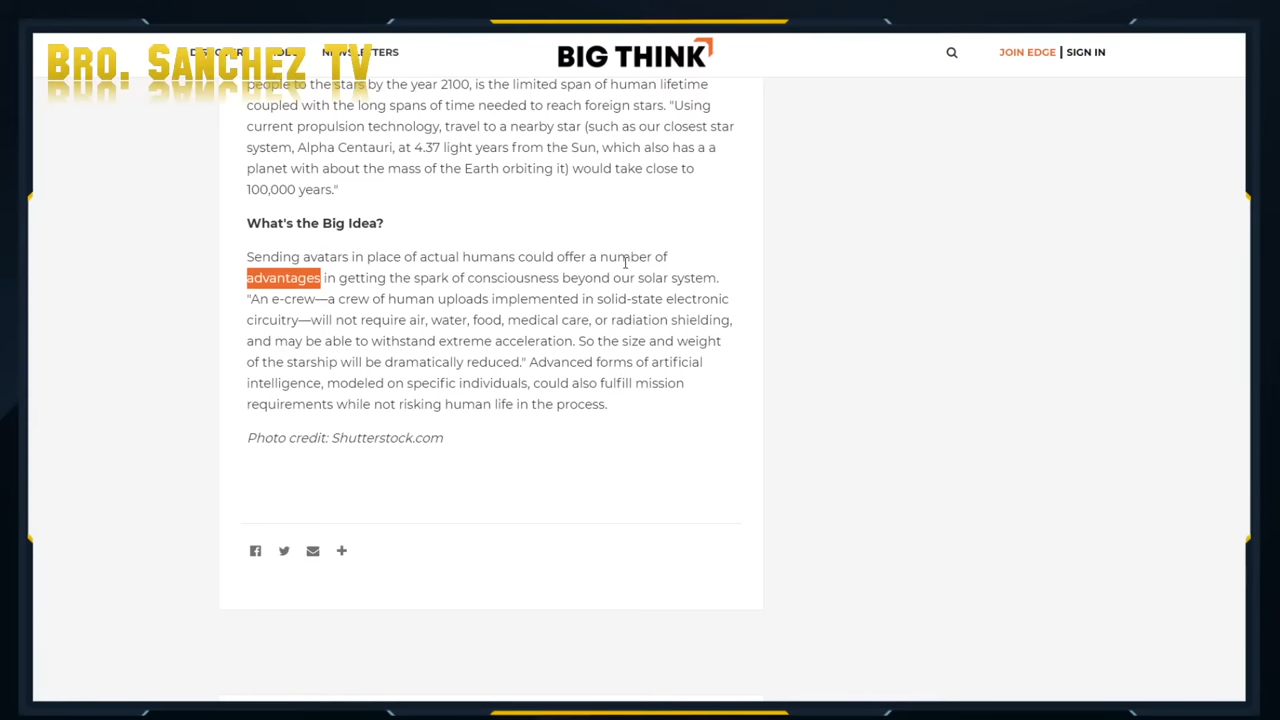 BRO. SANCHEZ TV
BIG THINK
JOIN EDGE | SIGN IN
people to the stars by the year 2100, is the limited span of human lifetime
coupled with the long spans of time needed to reach foreign stars. "Using
current propulsion technology, travel to a nearby star (such as our closest star
system, Alpha Centauri, at 4.37 light years from the Sun, which also has a a
planet with about the mass of the Earth orbiting it) would take close to
100,000 years."
What's the Big Idea?
Sending avatars in place of actual humans could offer a number of
advantages in getting the spark of consciousness beyond our solar system.
"An e-crew—a crew of human uploads implemented in solid-state electronic
circuitry—will not require air, water, food, medical care, or radiation shielding,
and may be able to withstand extreme acceleration. So the size and weight
of the starship will be dramatically reduced." Advanced forms of artificial
intelligence, modeled on specific individuals, could also fulfill mission
requirements while not risking human life in the process.
Photo credit: Shutterstock.com